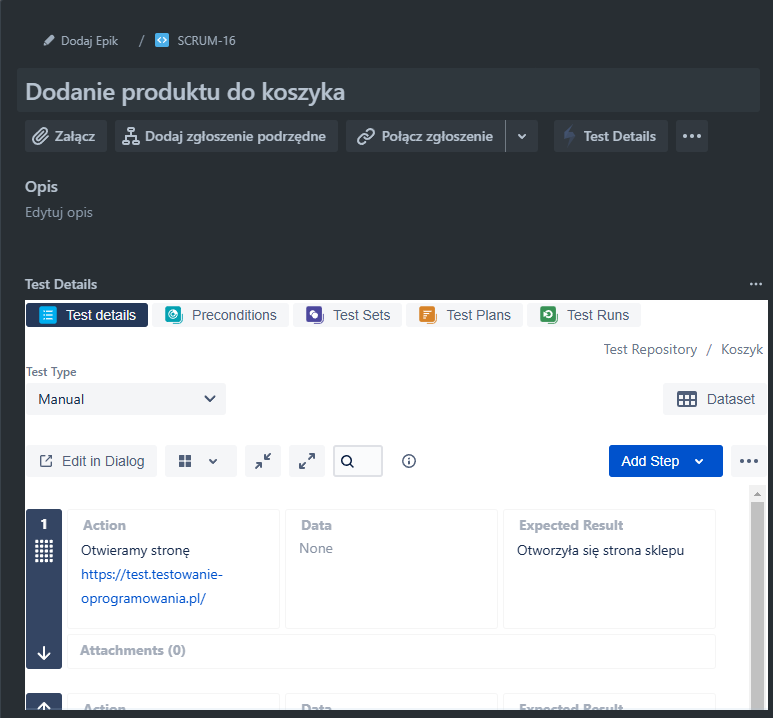 Dodaj Epik / SCRUM-16
Dodanie produktu do koszyka
Załącz Dodaj zgłoszenie podrzędne Połącz zgłoszenie Test Details
Opis
Edytuj opis
Test Details
Test details Preconditions Test Sets Test Plans Test Runs
Test Repository / Koszyk
Test Type
Manual Dataset
Edit in Dialog Add Step
1 Action Data Expected Result
Otwieramy stronę None Otworzyła się strona sklepu
https://test.testowanie-
oprogramowania.pl/
Attachments (0)
Action Data Expected Result